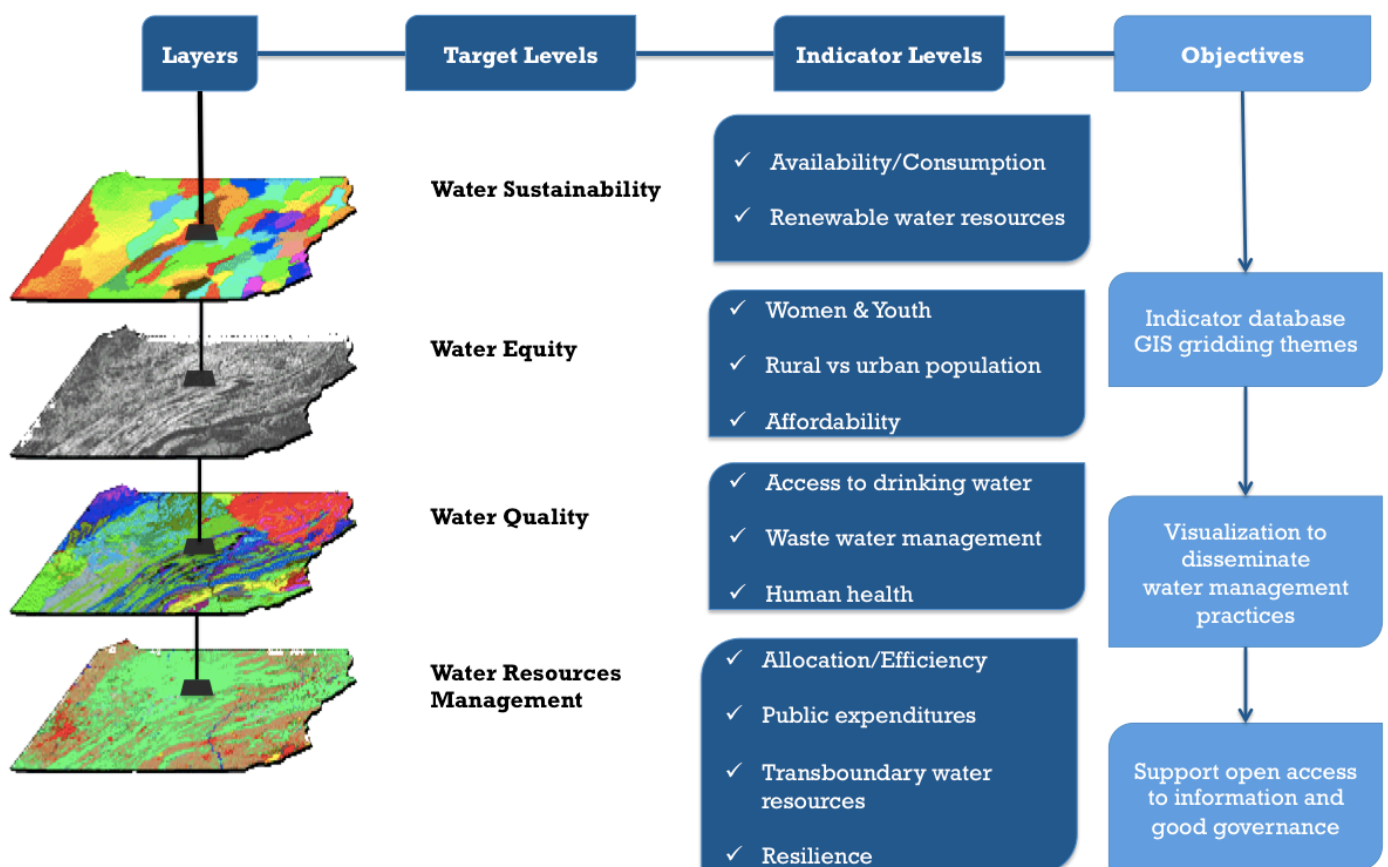 Layers
Target Levels
Indicator Levels
Objectives
Water Sustainability
✓ Availability/Consumption
✓ Renewable water resources
Water Equity
✓ Women & Youth
✓ Rural vs urban population
✓ Affordability
Water Quality
✓ Access to drinking water
✓ Waste water management
✓ Human health
Water Resources
Management
✓ Allocation/Efficiency
✓ Public expenditures
✓ Transboundary water
resources
✓ Resilience
Indicator database
GIS gridding themes
Visualization to
disseminate
water management
practices
Support open access
to information and
good governance